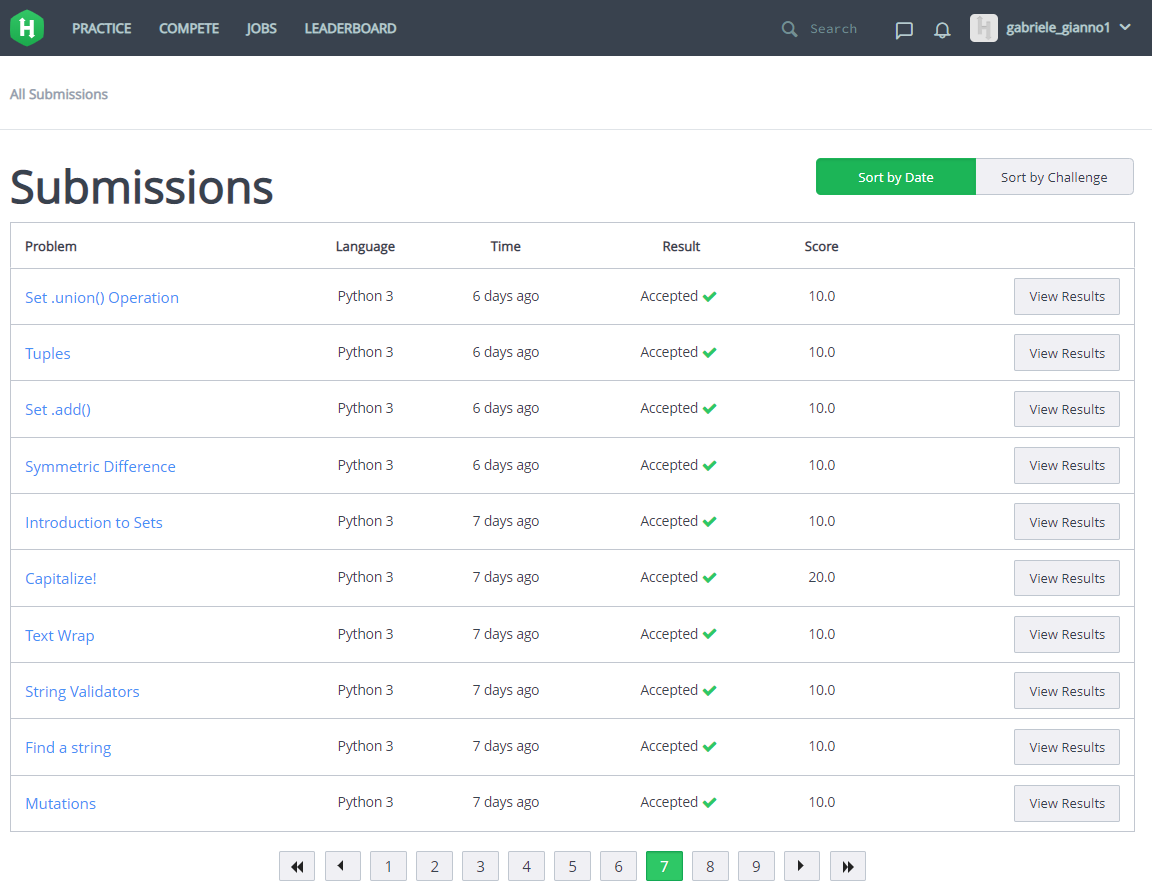 H PRACTICE COMPETE JOBS LEADERBOARD Search gabriele_gianno1
All Submissions
Submissions Sort by Date Sort by Challenge
Problem Language Time Result Score
Set .union() Operation Python 3 6 days ago Accepted 10.0 View Results
Tuples Python 3 6 days ago Accepted 10.0 View Results
Set .add() Python 3 6 days ago Accepted 10.0 View Results
Symmetric Difference Python 3 6 days ago Accepted 10.0 View Results
Introduction to Sets Python 3 7 days ago Accepted 10.0 View Results
Capitalize! Python 3 7 days ago Accepted 20.0 View Results
Text Wrap Python 3 7 days ago Accepted 10.0 View Results
String Validators Python 3 7 days ago Accepted 10.0 View Results
Find a string Python 3 7 days ago Accepted 10.0 View Results
Mutations Python 3 7 days ago Accepted 10.0 View Results
1 2 3 4 5 6 7 8 9